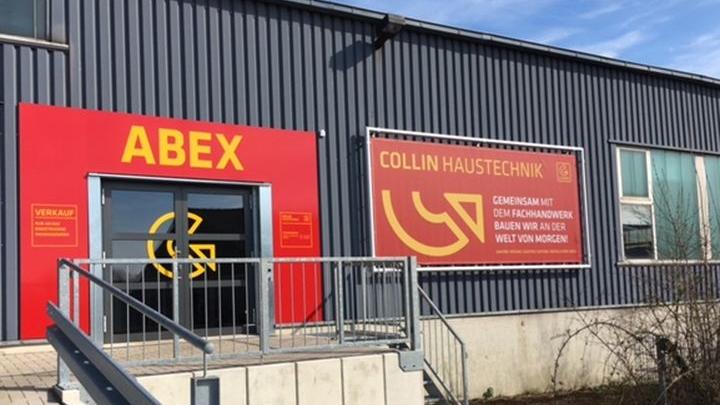 ABEX
VERKAUF
COLLIN HAUSTECHNIK
GEMEINSAM MIT
DEM FACHHANDWERK
BAUEN WIR AN DER
WELT VON MORGEN!